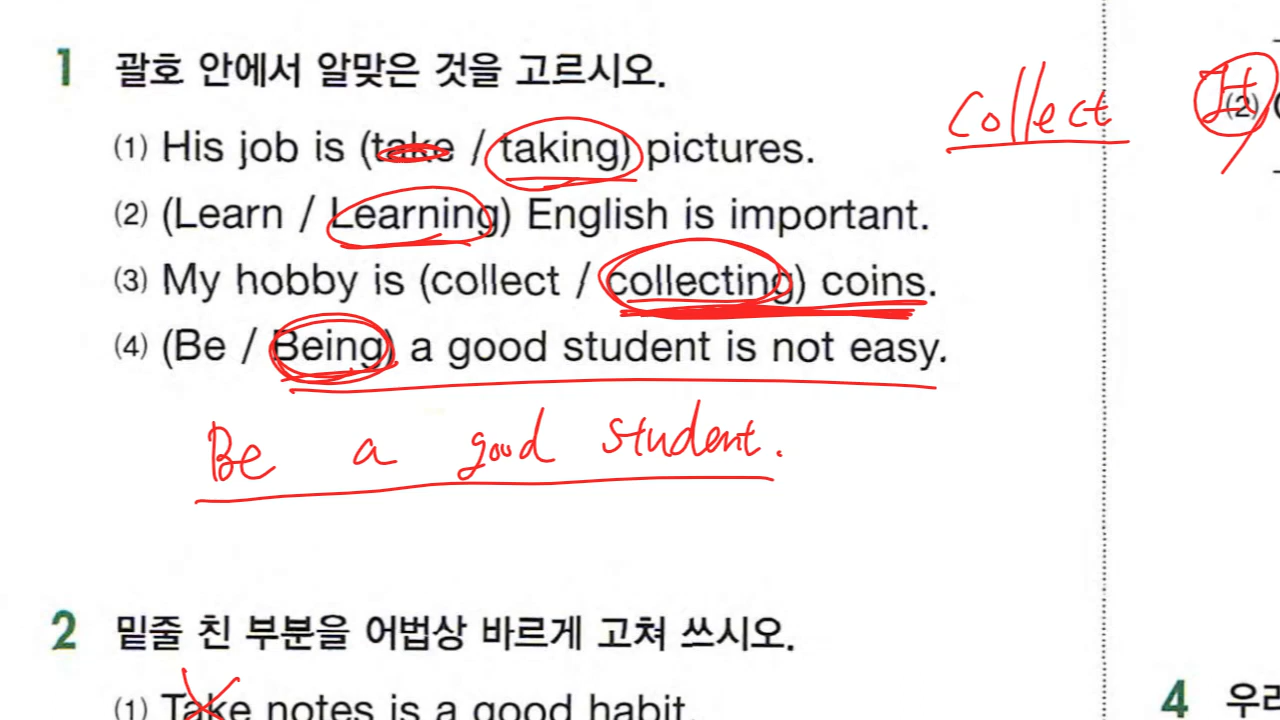 1 괄호 안에서 알맞은 것을 고르시오.
(1) His job is (take / taking) pictures.
collect
(2)
(2) (Learn / Learning) English is important.
(3) My hobby is (collect / collecting) coins.
(4) (Be / Being) a good student is not easy.
Be a good student.
2 밑줄 친 부분을 어법상 바르게 고쳐 쓰시오.
(1) Take notes is a good habit.
4 우리